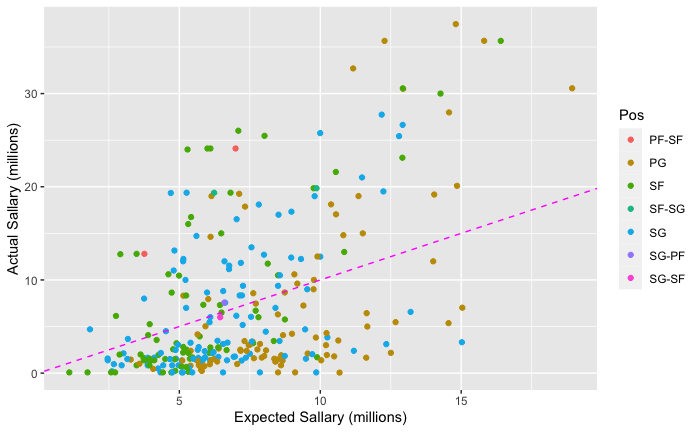 Actual Sallary (millions)
30
20
10
0
5
10
15
Expected Sallary (millions)
Pos
PF-SF
PG
SF
SF-SG
SG
SG-PF
SG-SF